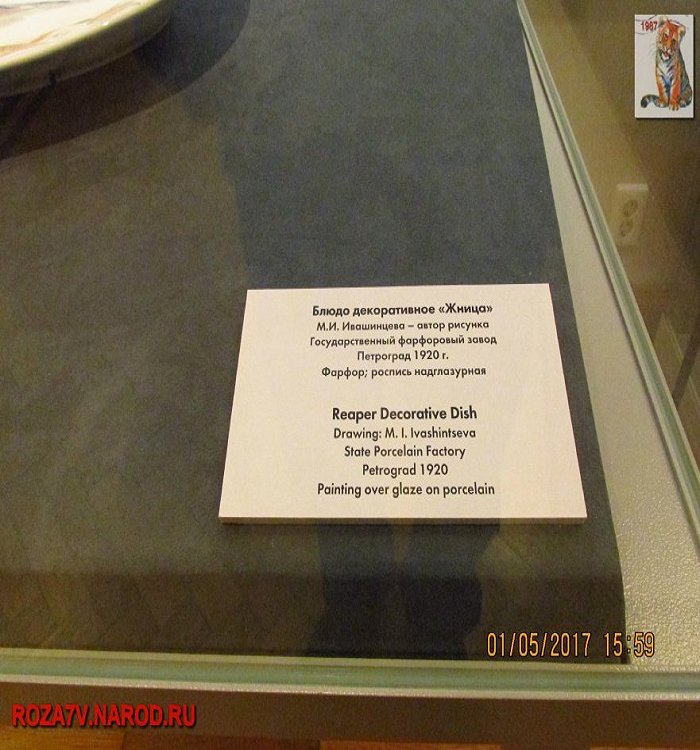 1987
Блюдо декоративное «Жница»
М.И. Ивашинцева – автор рисунка
Государственный фарфоровый завод
Петроград 1920 г.
Фарфор; роспись надглазурная
Reaper Decorative Dish
Drawing: M. I. Ivashintseva
State Porcelain Factory
Petrograd 1920
Painting over glaze on porcelain
01/05/2017 15:59
ROZA7V.NAROD.RU